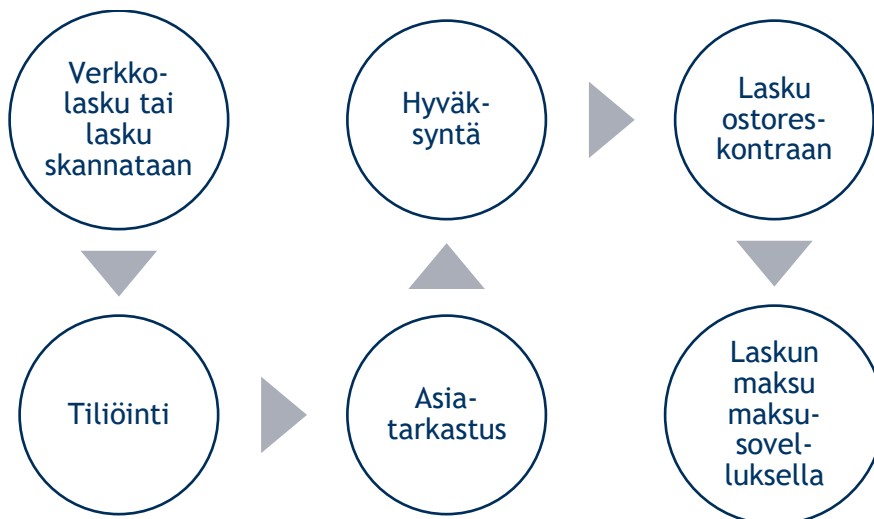 Verkko-
lasku tai
lasku
skannataan
Tiliöinti
Asia-
tarkastus
Hyväk-
syntä
Lasku
ostores-
kontraan
Laskun
maksu
maksu-
sovel-
luksella